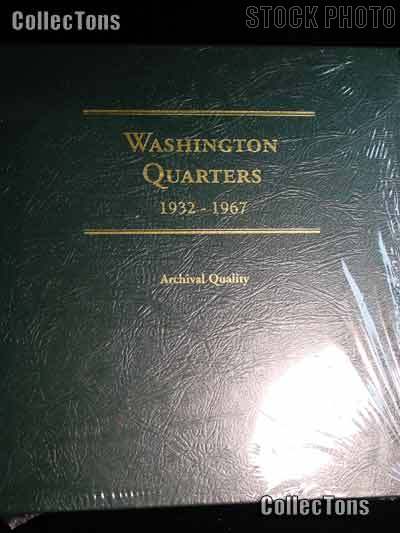 CollecTons
STOCK PHOTO
WASHINGTON
QUARTERS
1932 - 1967
Archival Quality
CollecTons